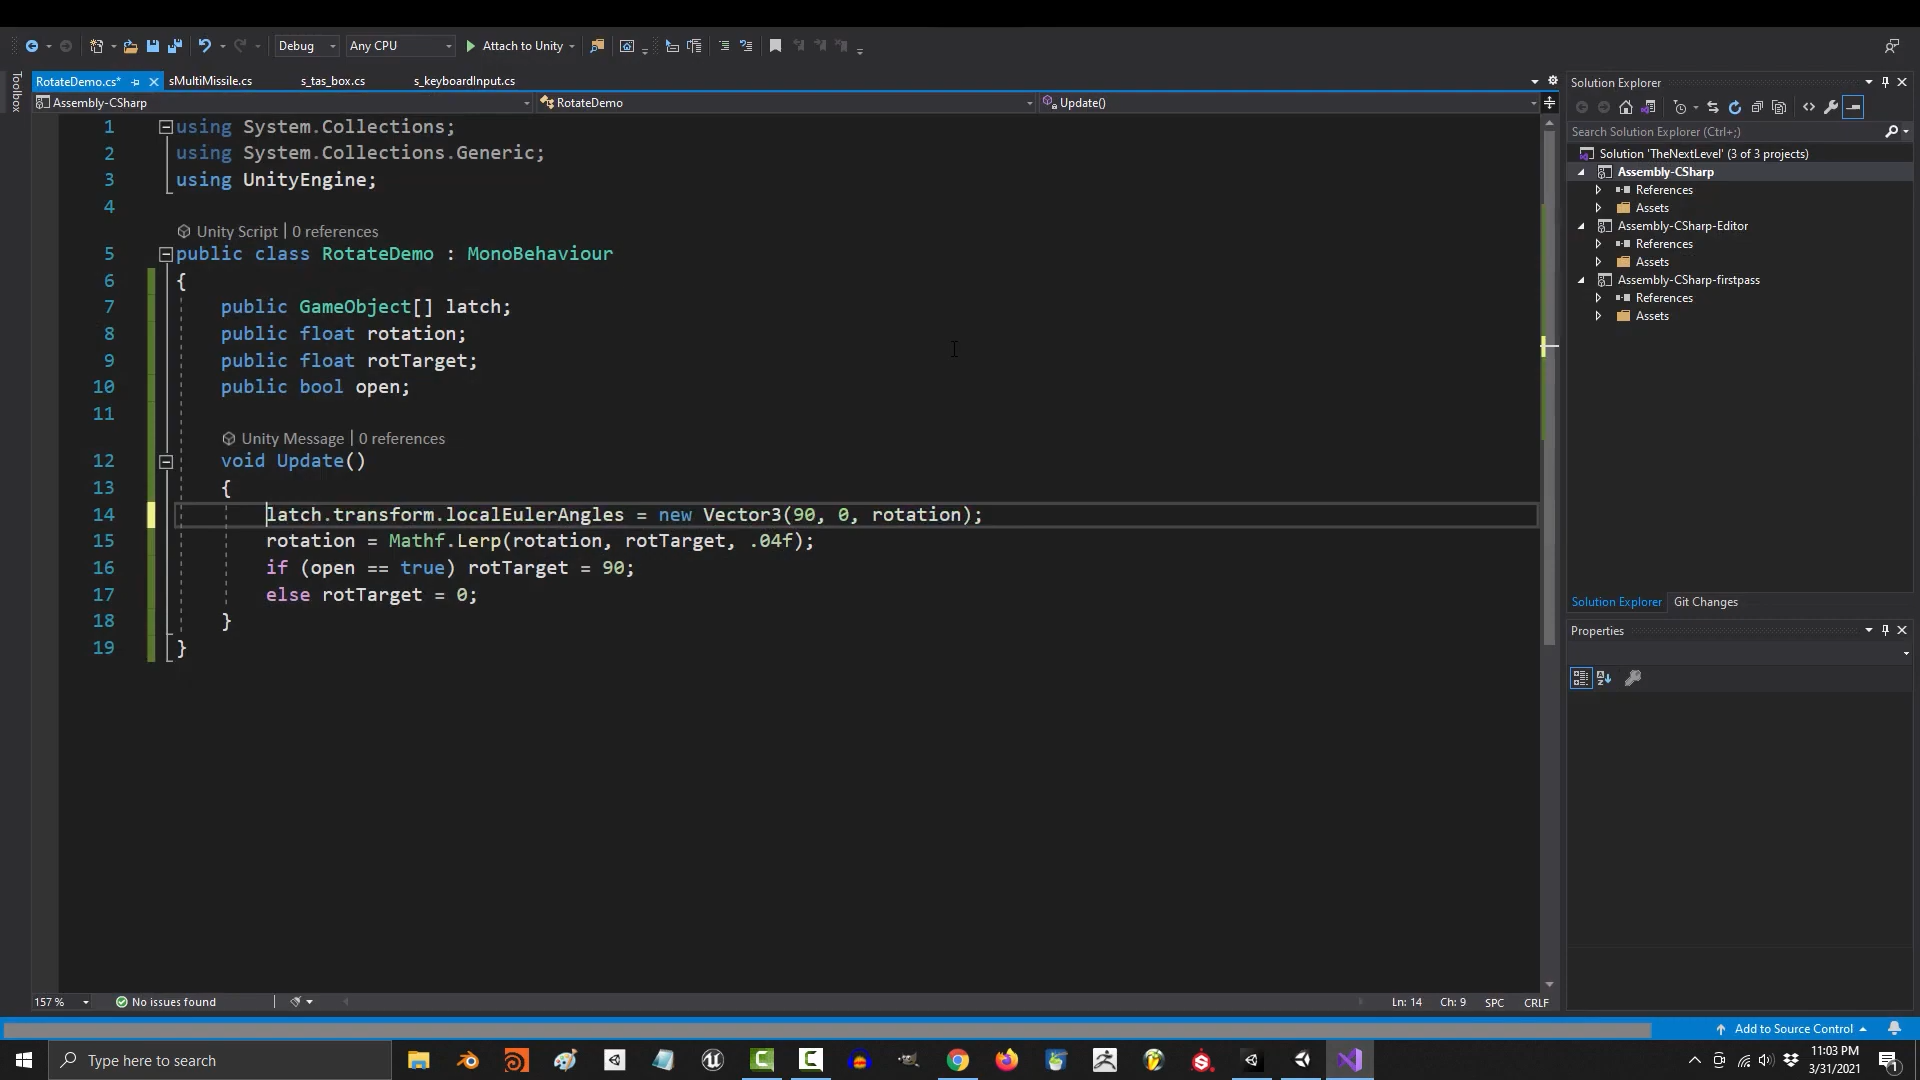 Debug
Any CPU
Attach to Unity
Toolbox
RotateDemo.cs*
sMultiMissile.cs
s_tas_box.cs
s_keyboardInput.cs
Assembly-CSharp
RotateDemo
Update()
1 using System.Collections;
2 using System.Collections.Generic;
3 using UnityEngine;
4
Unity Script | 0 references
5 public class RotateDemo : MonoBehaviour
6 {
7 public GameObject[] latch;
8 public float rotation;
9 public float rotTarget;
10 public bool open;
11
Unity Message | 0 references
12 void Update()
13 {
14 latch.transform.localEulerAngles = new Vector3(90, 0, rotation);
15 rotation = Mathf.Lerp(rotation, rotTarget, .04f);
16 if (open == true) rotTarget = 90;
17 else rotTarget = 0;
18 }
19 }
Solution Explorer
Search Solution Explorer (Ctrl+;)
Solution 'TheNextLevel' (3 of 3 projects)
Assembly-CSharp
References
Assets
Assembly-CSharp-Editor
References
Assets
Assembly-CSharp-firstpass
References
Assets
Solution Explorer
Git Changes
Properties
157 %
No issues found
Ln: 14
Ch: 9
SPC
CRLF
Add to Source Control
Type here to search
11:03 PM
3/31/2021
1